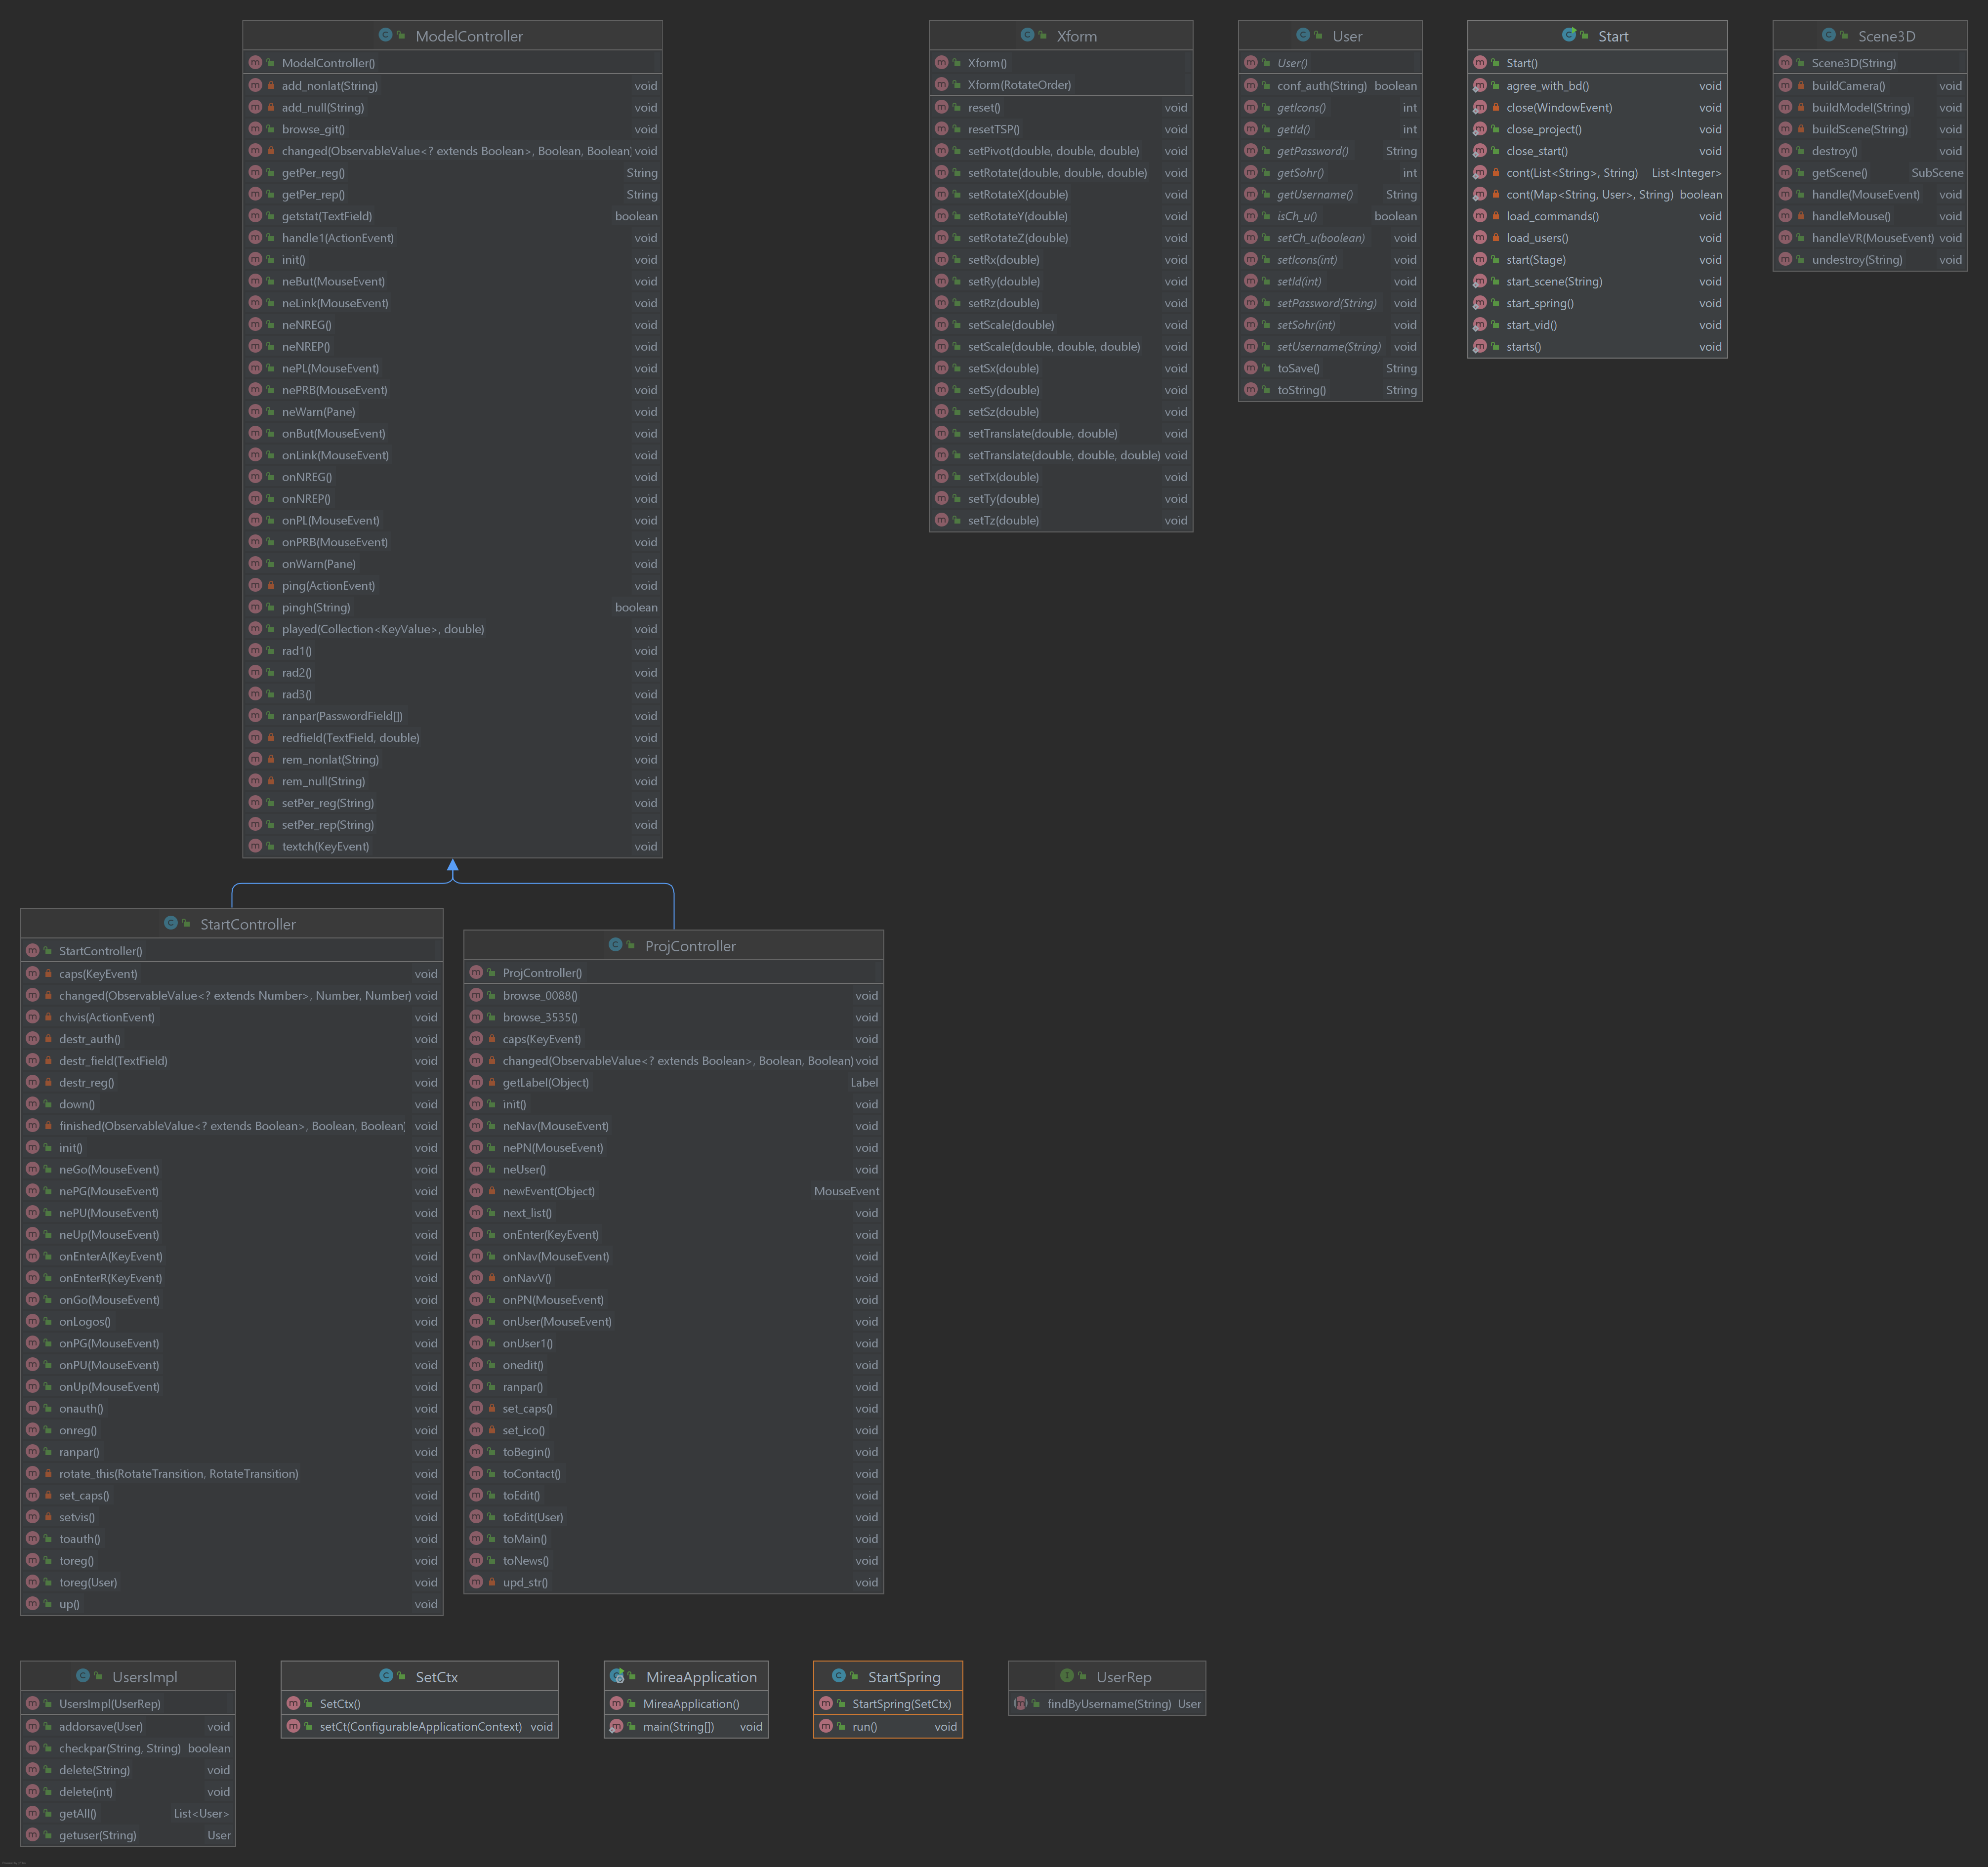 ModelController
ModelController()
add_nonlat(String) void
add_null(String) void
browse_git() void
changed(ObservableValue<? extends Boolean>, Boolean, Boolean) void
getPer_reg() String
getPer_rep() String
getstat(TextField) boolean
handle1(ActionEvent) void
init() void
neBut(MouseEvent) void
neLink(MouseEvent) void
neNREG() void
neNREP() void
nePL(MouseEvent) void
nePRB(MouseEvent) void
neWarn(Pane) void
onBut(MouseEvent) void
onLink(MouseEvent) void
onNREG() void
onNREP() void
onPL(MouseEvent) void
onPRB(MouseEvent) void
onWarn(Pane) void
ping(ActionEvent) void
pingh(String) boolean
played(Collection<KeyValue>, double) void
rad1() void
rad2() void
rad3() void
ranpar(PasswordField[]) void
redfield(TextField, double) void
rem_nonlat(String) void
rem_null(String) void
setPer_reg(String) void
setPer_rep(String) void
textch(KeyEvent) void
Xform
Xform()
Xform(RotateOrder)
reset() void
resetTSP() void
setPivot(double, double, double) void
setRotate(double, double, double) void
setRotateX(double) void
setRotateY(double) void
setRotateZ(double) void
setRx(double) void
setRy(double) void
setRz(double) void
setScale(double) void
setScale(double, double, double) void
setSx(double) void
setSy(double) void
setSz(double) void
setTranslate(double, double) void
setTranslate(double, double, double) void
setTx(double) void
setTy(double) void
setTz(double) void
User
User()
conf_auth(String) boolean
getIcons() int
getId() int
getPassword() String
getSohr() int
getUsername() String
isCh_u() boolean
setCh_u(boolean) void
setIcons(int) void
setId(int) void
setPassword(String) void
setSohr(int) void
setUsername(String) void
toSave() String
toString() String
Start
Start()
agree_with_bd() void
close(WindowEvent) void
close_project() void
close_start() void
cont(List<String>, String) List<Integer>
cont(Map<String, User>, String) boolean
load_commands() void
load_users() void
start(Stage) void
start_scene(String) void
start_spring() void
start_vid() void
starts() void
Scene3D
Scene3D(String)
buildCamera() void
buildModel(String) void
buildScene(String) void
destroy() void
getScene() SubScene
handle(MouseEvent) void
handleMouse() void
handleVR(MouseEvent) void
undestroy(String) void
StartController
StartController()
caps(KeyEvent) void
changed(ObservableValue<? extends Number>, Number, Number) void
chvis(ActionEvent) void
destr_auth() void
destr_field(TextField) void
destr_reg() void
down() void
finished(ObservableValue<? extends Boolean>, Boolean, Boolean) void
init() void
neGo(MouseEvent) void
nePG(MouseEvent) void
nePU(MouseEvent) void
neUp(MouseEvent) void
onEnterA(KeyEvent) void
onEnterR(KeyEvent) void
onGo(MouseEvent) void
onLogos() void
onPG(MouseEvent) void
onPU(MouseEvent) void
onUp(MouseEvent) void
onauth() void
onreg() void
ranpar() void
rotate_this(RotateTransition, RotateTransition) void
set_caps() void
setvis() void
toauth() void
toreg() void
toreg(User) void
up() void
ProjController
ProjController()
browse_0088() void
browse_3535() void
caps(KeyEvent) void
changed(ObservableValue<? extends Boolean>, Boolean, Boolean) void
getLabel(Object) Label
init() void
neNav(MouseEvent) void
nePN(MouseEvent) void
neUser() void
newEvent(Object) MouseEvent
next_list() void
onEnter(KeyEvent) void
onNav(MouseEvent) void
onNavV() void
onPN(MouseEvent) void
onUser(MouseEvent) void
onUser1() void
onedit() void
ranpar() void
set_caps() void
set_ico() void
toBegin() void
toContact() void
toEdit() void
toEdit(User) void
toMain() void
toNews() void
upd_str() void
UsersImpl
UsersImpl(UserRep)
addorsave(User) void
checkpar(String, String) boolean
delete(String) void
delete(int) void
getAll() List<User>
getuser(String) User
SetCtx
SetCtx()
setCt(ConfigurableApplicationContext) void
MireaApplication
MireaApplication()
main(String[]) void
StartSpring
StartSpring(SetCtx)
run() void
UserRep
findByUsername(String) User